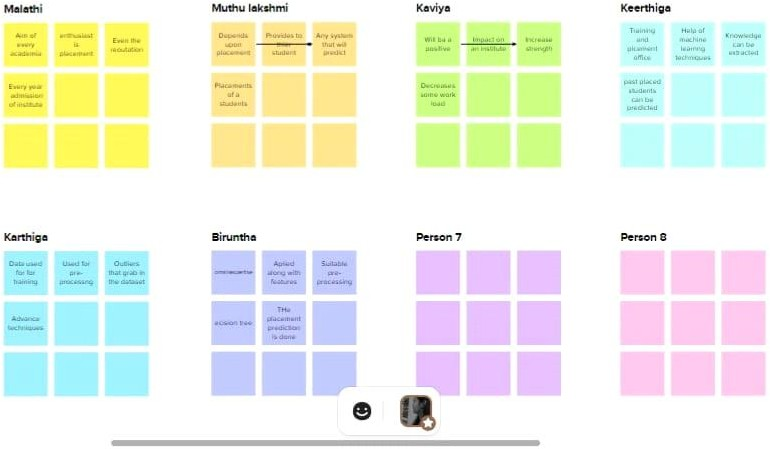 Malathi
Aim of
every
academia
enthusiast
is
placement
Even the
reputation
Every year
admission
of institute
Muthu lakshmi
Depends
upon
placement
Provides to
their
student
Any system
that will
predict
Placements
of a
students
Kaviya
Will be a
positive
Impact on
an institute
Increase
strength
Decreases
some work
load
Keerthiga
Training
and
plcement
office
Help of
machine
learning
techniques
Knowledge
can be
extracted
past placed
students
can be
predicted
Karthiga
Data used
for for
training
Used for
pre-
processing
Outliers
that grab in
the dataset
Advance
techniques
Biruntha
Aplied
along with
features
Suitable
pre-
processing
ecision tree
THe
placement
prediction
is done
Person 7
Person 8